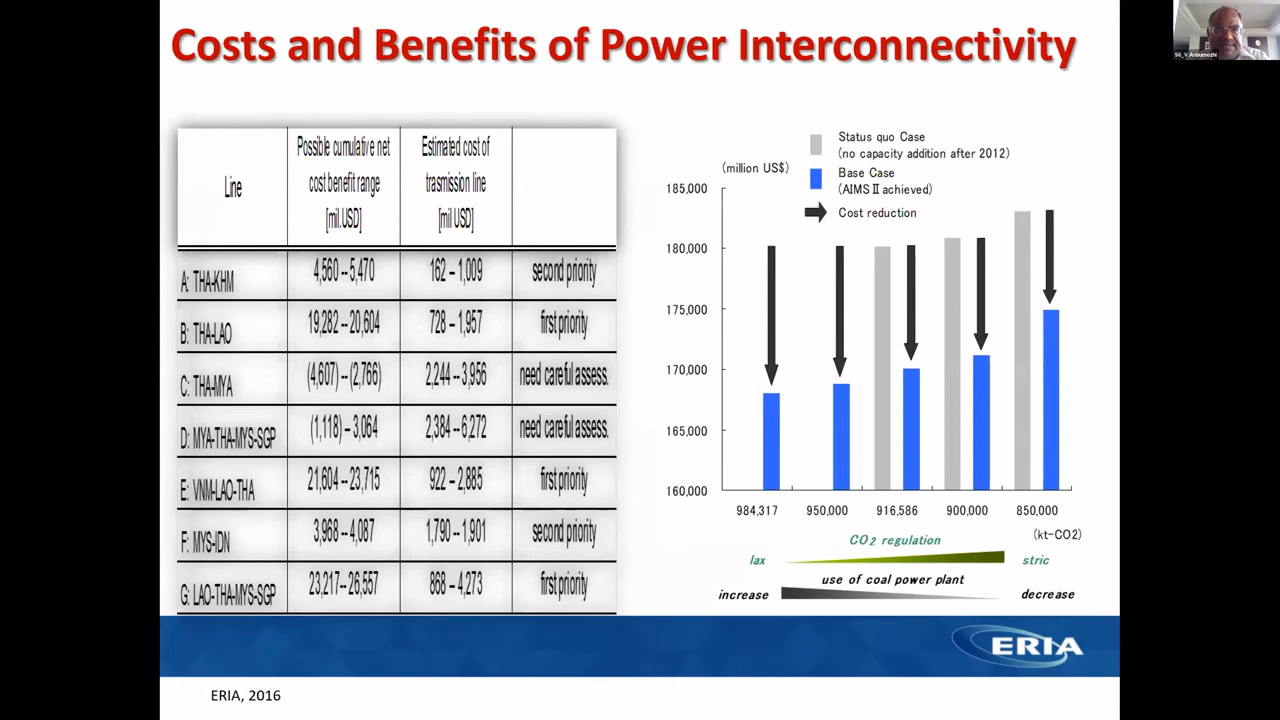 Costs and Benefits of Power Interconnectivity
S6_V.Anbumozhi
Line
Possible cumulative net
cost benefit range
[mil.USD]
Estimated cost of
trasmission line
[mil USD]
A: THA-KHM 4,560 -- 5,470 162 – 1,009 second priority
B: THA-LAO 19,282 -- 20,604 728 – 1,957 first priority
C: THA-MYA (4,607) – (2,766) 2,244 -- 3,956 need careful assess.
D: MYA-THA-MYS-SGP (1,118) – 3,064 2,384 --6,272 need careful assess.
E: VNM-LAO-THA 21,604 – 23,715 922 – 2,885 first priority
F: MYS-IDN 3,968 – 4,087 1,790 --1,901 second priority
G: LAO-THA-MYS-SGP 23,217-- 26,557 868 – 4,273 first priority
(million US$)
Status quo Case
(no capacity addition after 2012)
Base Case
(AIMSⅡachieved)
Cost reduction
185,000
180,000
175,000
170,000
165,000
160,000
984,317 950,000 916.586 900,000 850,000
(kt-CO2)
CO2 regulation
lax stric
use of coal power plant
increase decrease
ERIA
ERIA, 2016